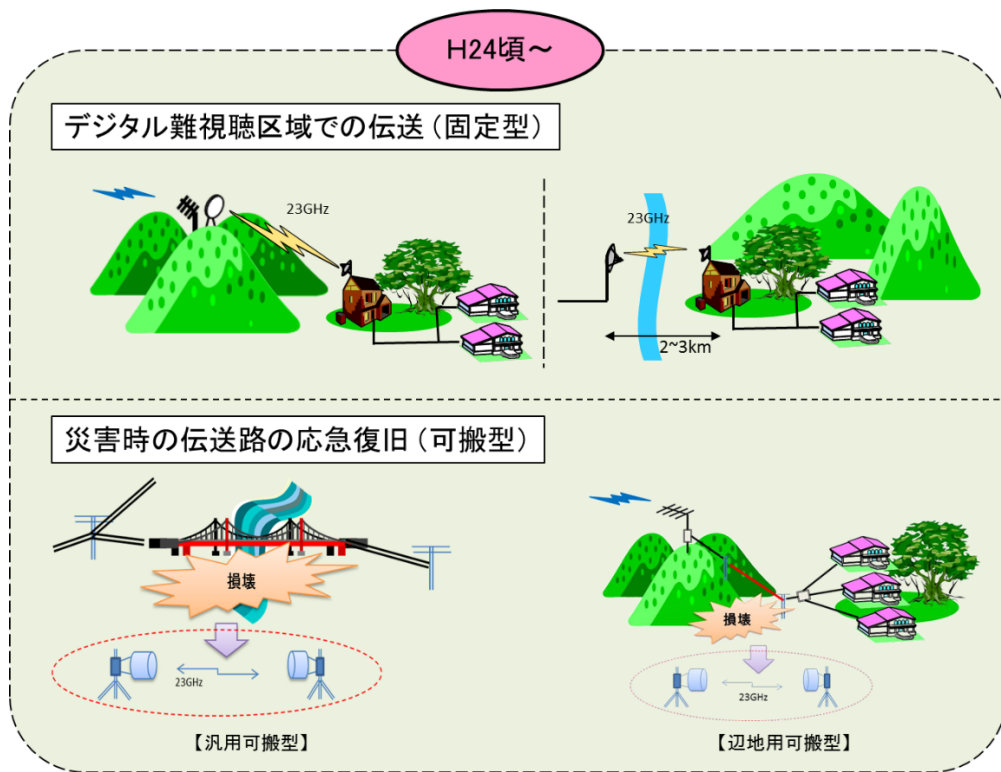 H24頃~
デジタル難視聴区域での伝送(固定型)
23GHz
23GHz
2~3km
災害時の伝送路の応急復旧(可搬型)
損壊
損壊
23GHz
23GHz
【汎用可搬型】
【辺地用可搬型】